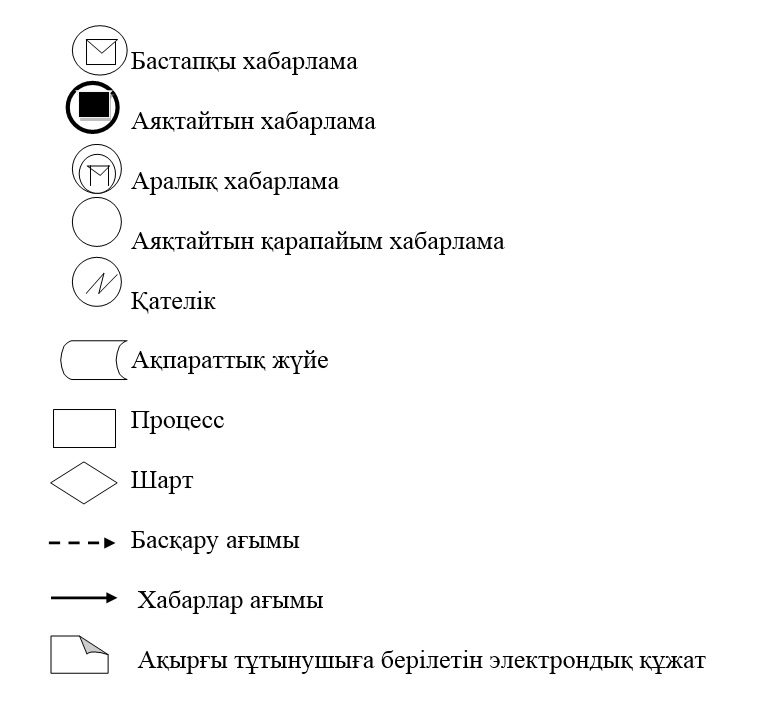 Бастапқы хабарлама
Аяқтайтын хабарлама
Аралық хабарлама
Аяқтайтын қарапайым хабарлама
Қателік
Ақпараттық жүйе
Процесс
Шарт
Басқару ағымы
Хабарлар ағымы
Ақырғы тұтынушыға берілетін электрондық құжат